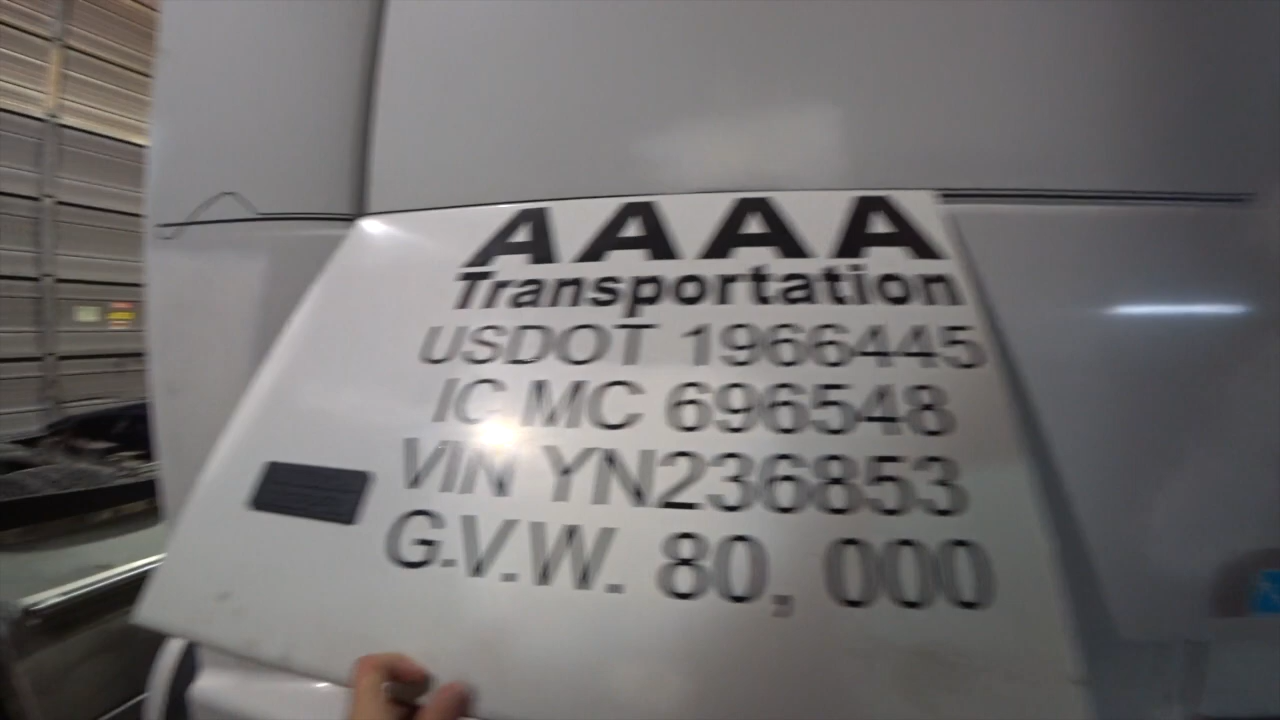 AAAA
Transportation
USDOT 1966445
IC MC 696548
VIN YN236853
G.V.W. 80, 000